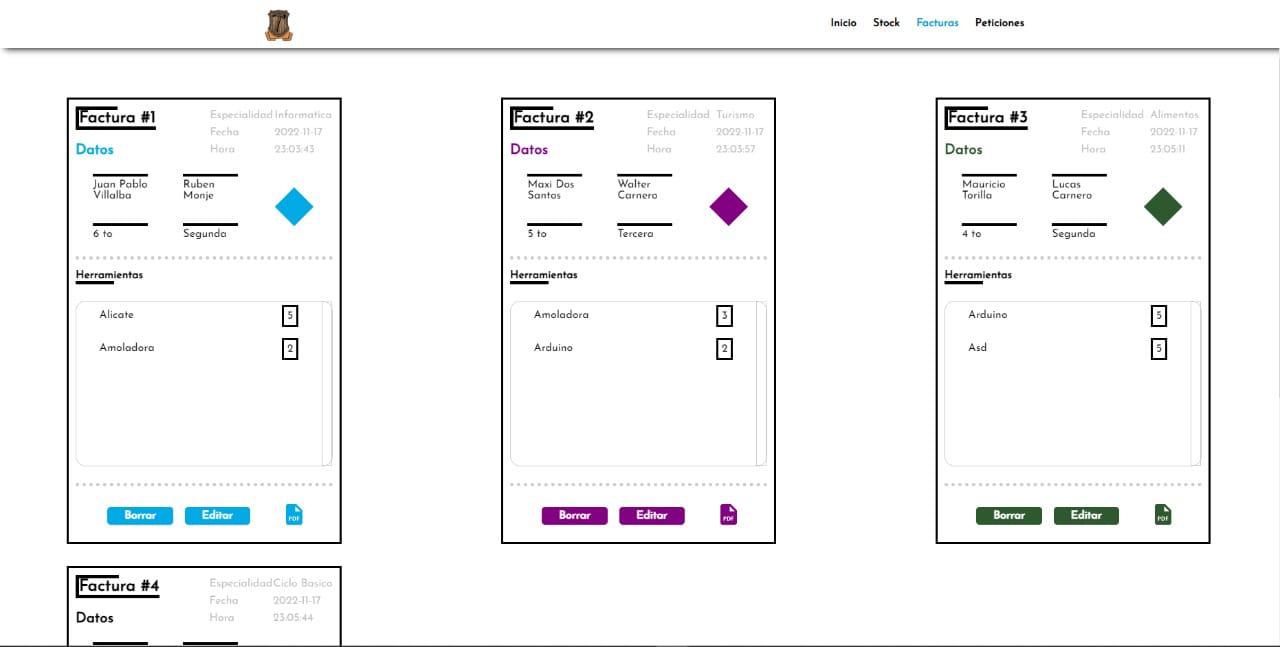 Inicio Stock Facturas Peticiones
Factura #1
Especialidad Informatica
Fecha 2022-11-17
Hora 23:03:43
Datos
Juan Pablo Villalba
Ruben Monje
6 to
Segunda
Herramientas
Alicate 5
Amoladora 2
Borrar Editar PDF
Factura #2
Especialidad Turismo
Fecha 2022-11-17
Hora 23:03:57
Datos
Maxi Dos Santos
Walter Carnero
5 to
Tercera
Herramientas
Amoladora 3
Arduino 2
Borrar Editar PDF
Factura #3
Especialidad Alimentos
Fecha 2022-11-17
Hora 23:05:11
Datos
Mauricio Torilla
Lucas Carnero
4 to
Segunda
Herramientas
Arduino 5
Asd 5
Borrar Editar PDF
Factura #4
Especialidad Ciclo Basico
Fecha 2022-11-17
Hora 23:05:44
Datos